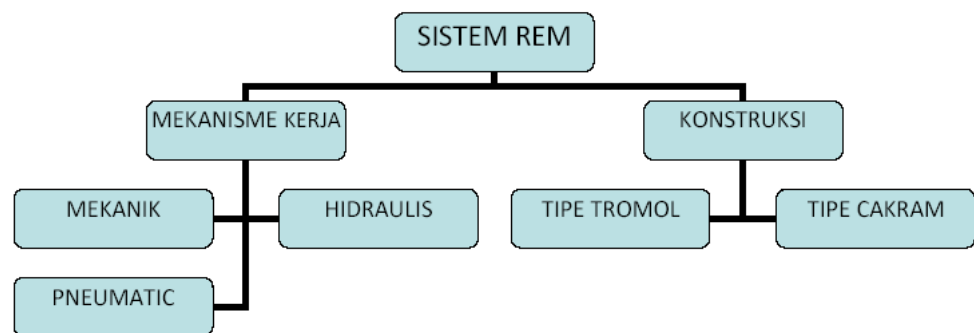 SISTEM REM
MEKANISME KERJA
KONSTRUKSI
MEKANIK
HIDRAULIS
TIPE TROMOL
TIPE CAKRAM
PNEUMATIC